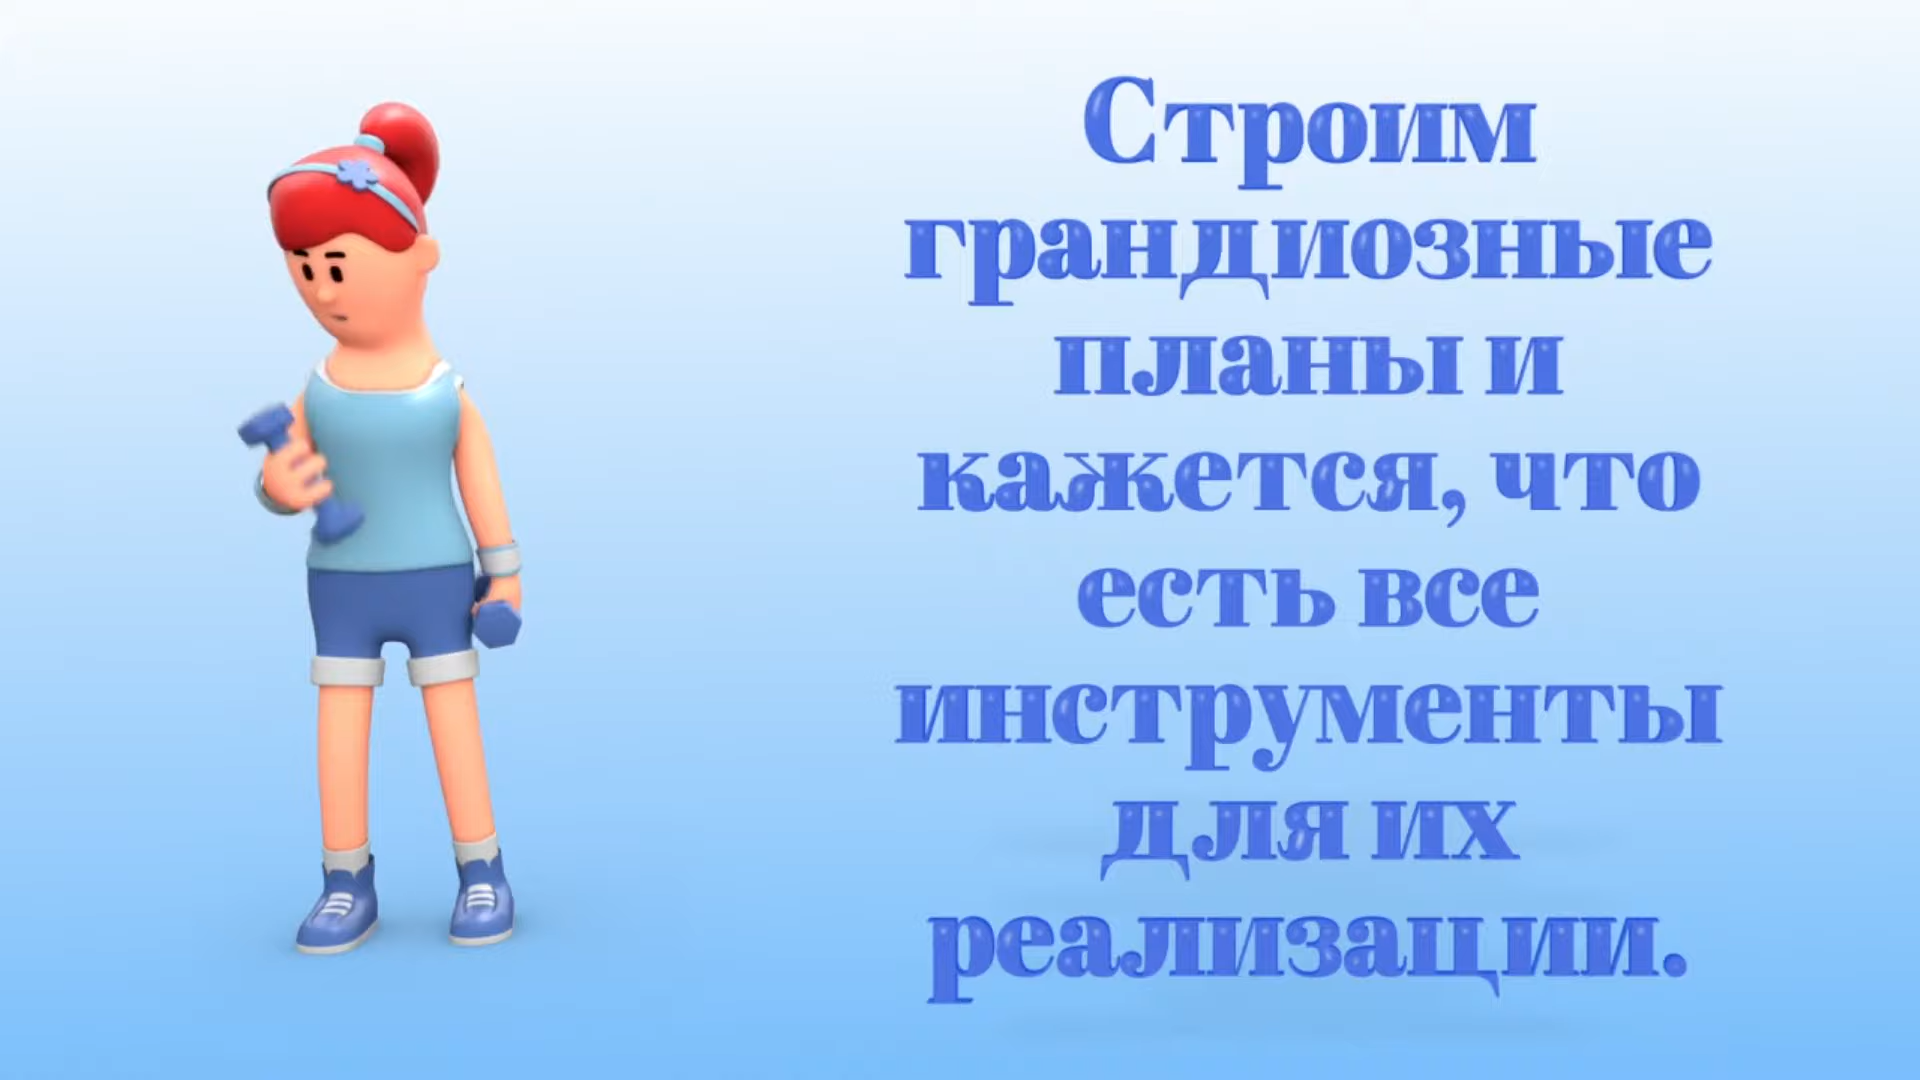 Строим
грандиозные
планы и
кажется, что
есть все
инструменты
для их
реализации.